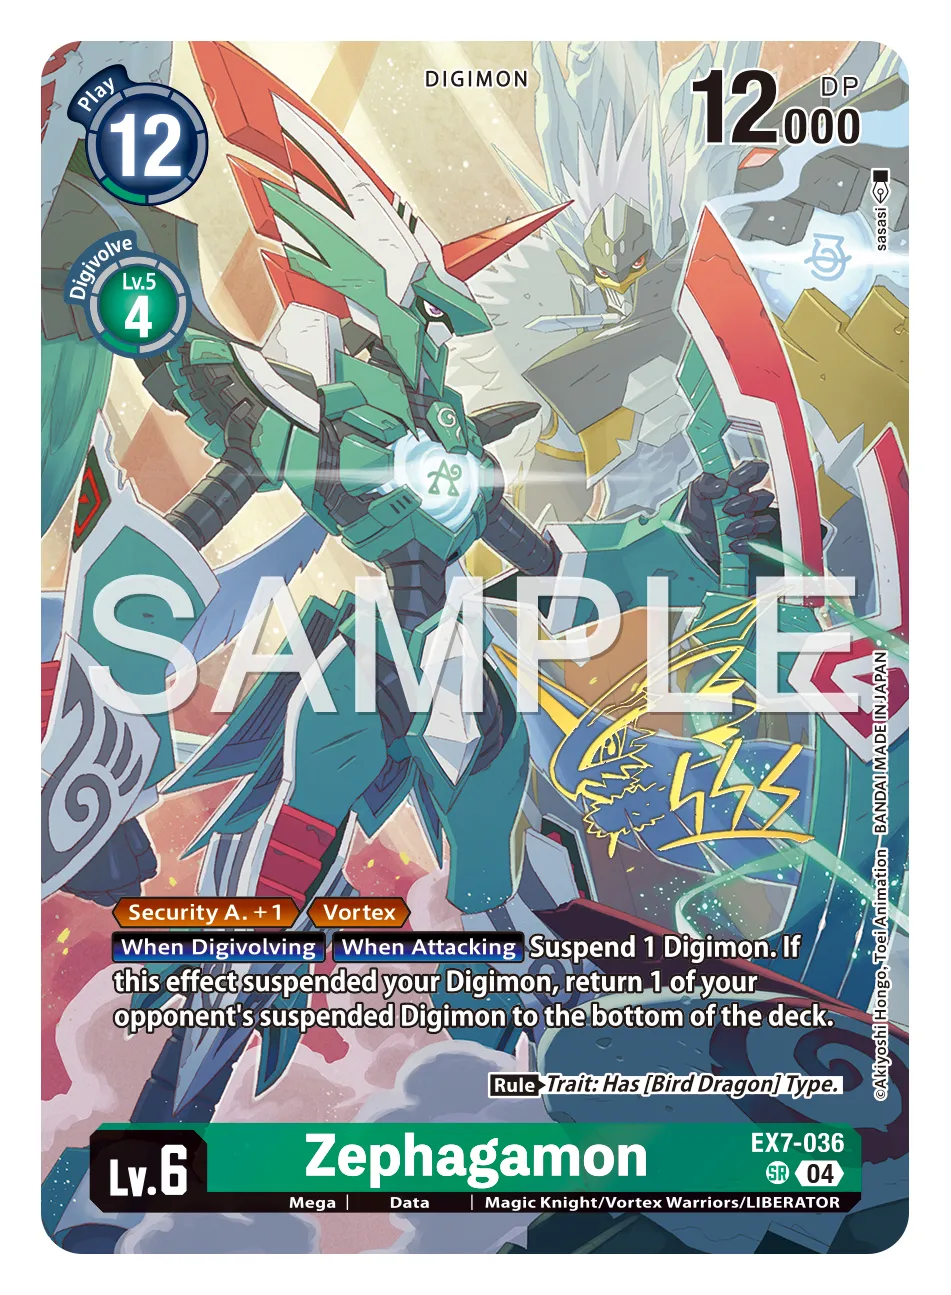 Play
12
DIGIMON
12000
DP
Digivolve
Lv.5
4
sasasi
SAMPLE
Security A. +1
Vortex
When Digivolving When Attacking Suspend 1 Digimon. If
this effect suspended your Digimon, return 1 of your
opponent's suspended Digimon to the bottom of the deck.
Rule Trait: Has [Bird Dragon] Type.
©Akiyoshi Hongo, Toei Animation BANDAI MADE IN JAPAN
Lv.6
Zephagamon
EX7-036
SR 04
Mega | Data | Magic Knight/Vortex Warriors/LIBERATOR